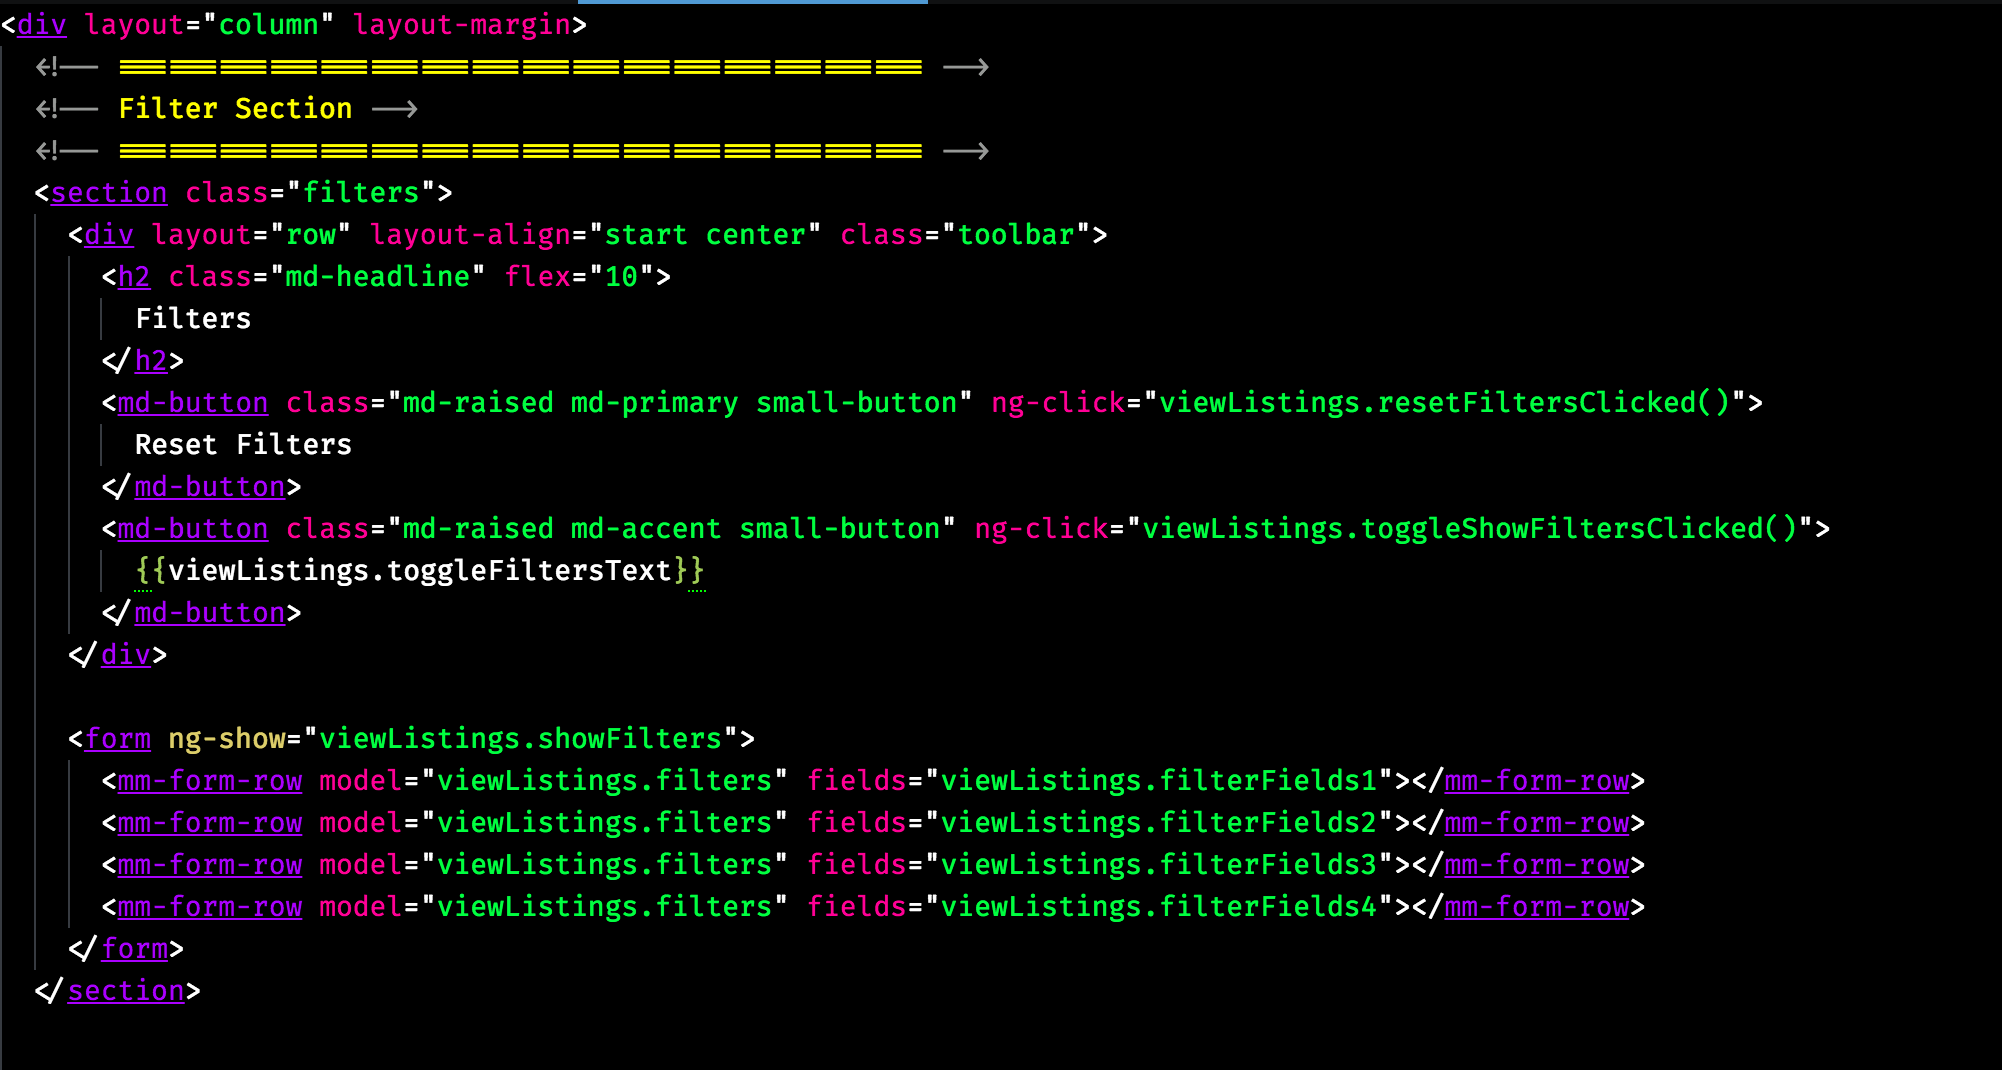 <div layout="column" layout-margin>
<!-- ================================================ -->
<!-- Filter Section -->
<!-- ================================================ -->
<section class="filters">
<div layout="row" layout-align="start center" class="toolbar">
<h2 class="md-headline" flex="10">
Filters
</h2>
<md-button class="md-raised md-primary small-button" ng-click="viewListings.resetFiltersClicked()">
Reset Filters
</md-button>
<md-button class="md-raised md-accent small-button" ng-click="viewListings.toggleShowFiltersClicked()">
{{viewListings.toggleFiltersText}}
</md-button>
</div>
<form ng-show="viewListings.showFilters">
<mm-form-row model="viewListings.filters" fields="viewListings.filterFields1"></mm-form-row>
<mm-form-row model="viewListings.filters" fields="viewListings.filterFields2"></mm-form-row>
<mm-form-row model="viewListings.filters" fields="viewListings.filterFields3"></mm-form-row>
<mm-form-row model="viewListings.filters" fields="viewListings.filterFields4"></mm-form-row>
</form>
</section>